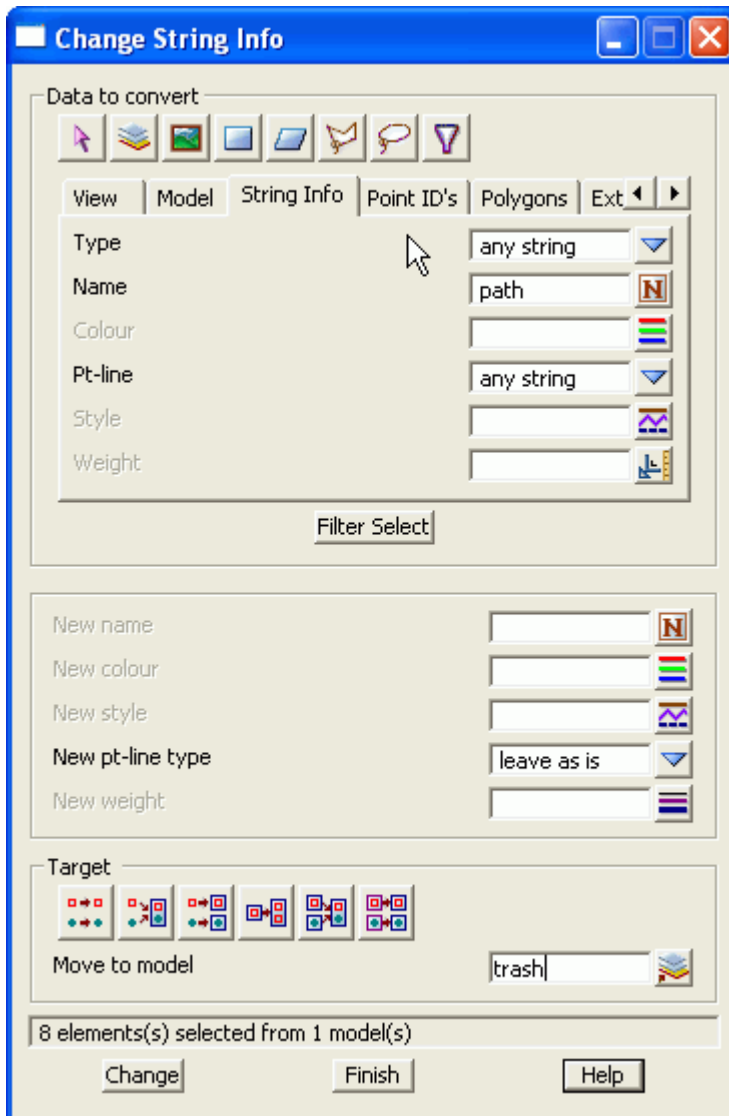 Change String Info
Data to convert
View Model String Info Point ID's Polygons Ext
Type any string
Name path N
Colour
Pt-line any string
Style
Weight
Filter Select
New name N
New colour
New style
New pt-line type leave as is
New weight
Target
Move to model trash
8 elements(s) selected from 1 model(s)
Change Finish Help